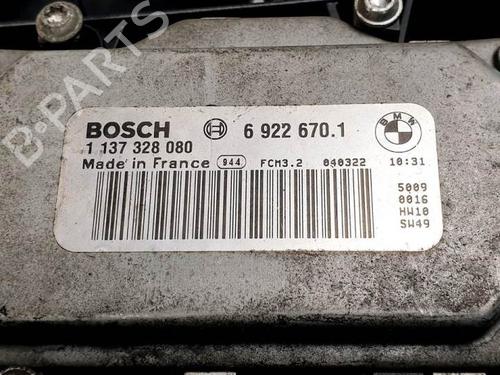 B-PARTS
BOSCH 6 922 670.1 BMW
1 137 328 080
Made in France 944 FCM3.2 040322 10:31
5009
0016
HW10
SW49